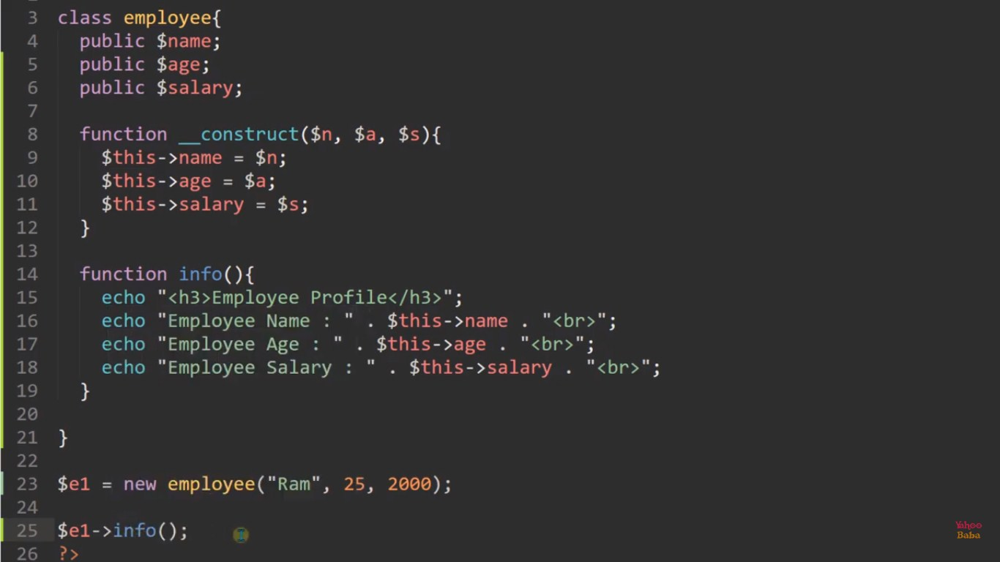 3 class employee{
4 public $name;
5 public $age;
6 public $salary;
7
8 function __construct($n, $a, $s){
9 $this->name = $n;
10 $this->age = $a;
11 $this->salary = $s;
12 }
13
14 function info(){
15 echo "<h3>Employee Profile</h3>";
16 echo "Employee Name : " . $this->name . "<br>";
17 echo "Employee Age : " . $this->age . "<br>";
18 echo "Employee Salary : " . $this->salary . "<br>";
19 }
20
21 }
22
23 $e1 = new employee("Ram", 25, 2000);
24
25 $e1->info();
26 ?>
Yahoo
Baba